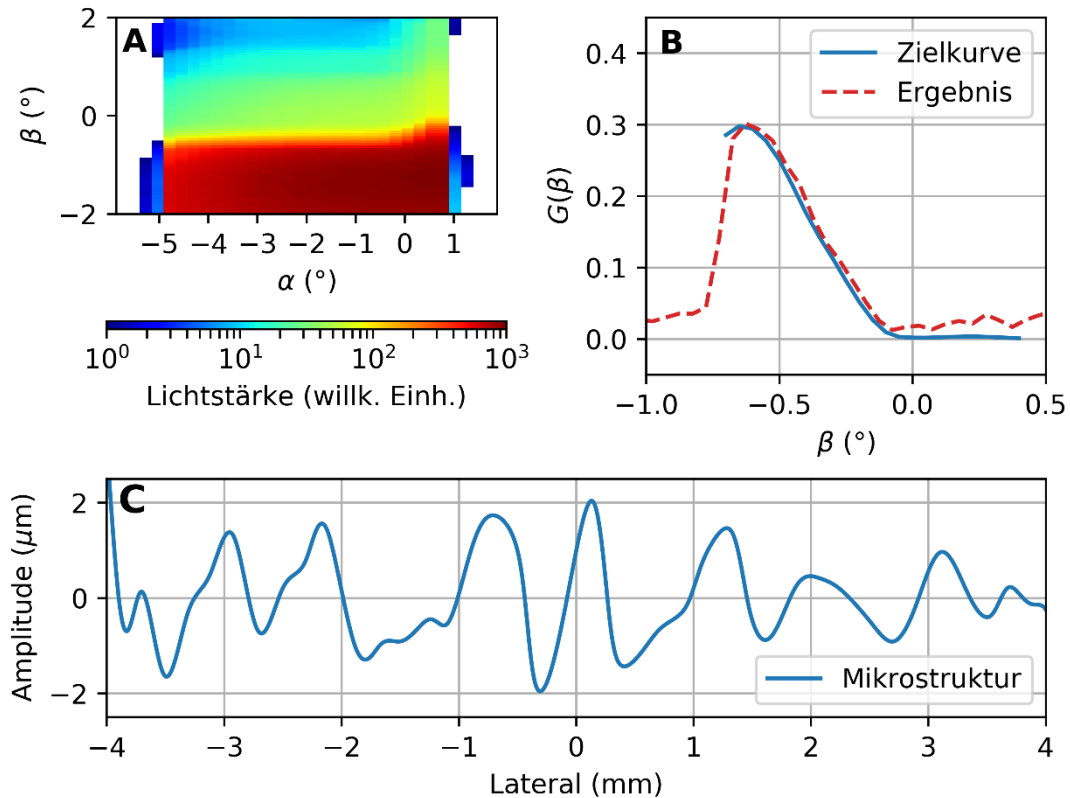 A
β (°)
2
0
−2
−5 −4 −3 −2 −1 0 1
α (°)
10⁰ 10¹ 10² 10³
Lichtstärke (willk. Einh.)
B
Zielkurve
Ergebnis
G(β)
0.4
0.3
0.2
0.1
0.0
−1.0 −0.5 0.0 0.5
β (°)
C
Amplitude (μm)
2
0
−2
Mikrostruktur
−4 −3 −2 −1 0 1 2 3 4
Lateral (mm)